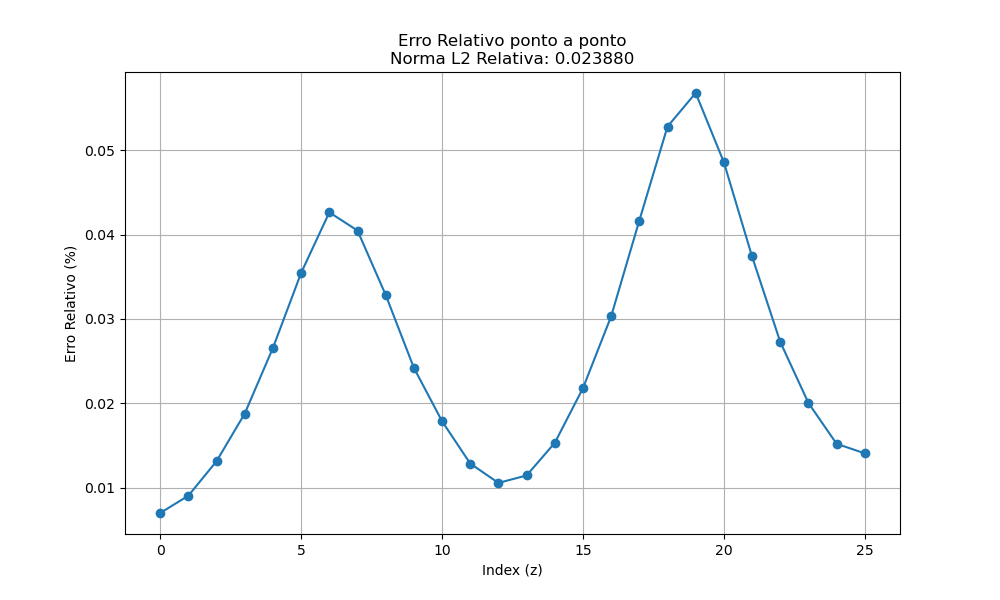 Erro Relativo ponto a ponto
Norma L2 Relativa: 0.023880
Erro Relativo (%)
0.05
0.04
0.03
0.02
0.01
0 5 10 15 20 25
Index (z)